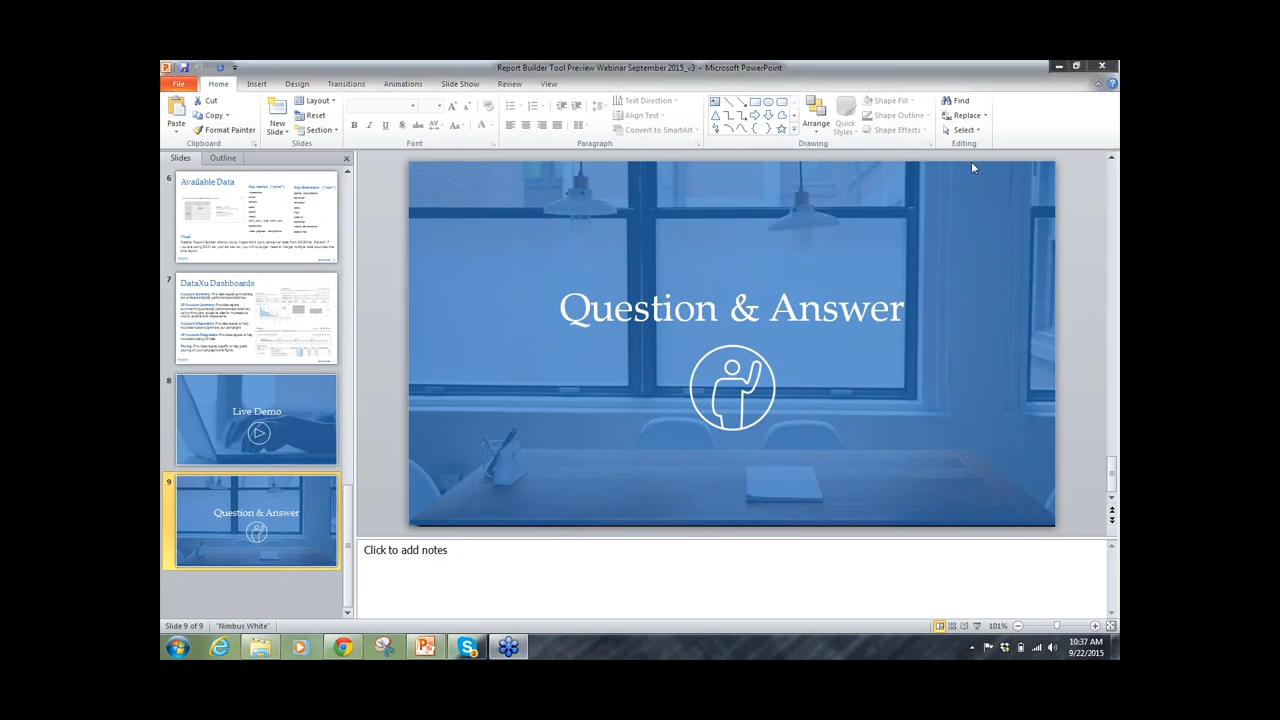 Report Builder Tool Preview Webinar September 2015_v3 - Microsoft PowerPoint
File Home Insert Design Transitions Animations Slide Show Review View
Paste
Cut
Copy
Format Painter
Clipboard
New Slide
Layout
Reset
Section
Slides
Font
Text Direction
Align Text
Convert to SmartArt
Paragraph
Arrange
Quick Styles
Shape Fill
Shape Outline
Shape Effects
Drawing
Find
Replace
Select
Editing
Slides Outline
6
Available Data
7
DataXu Dashboards
8
Live Demo
9
Question & Answer
Question & Answer
Click to add notes
Slide 9 of 9 "Nimbus White" 101%
10:37 AM
9/22/2015